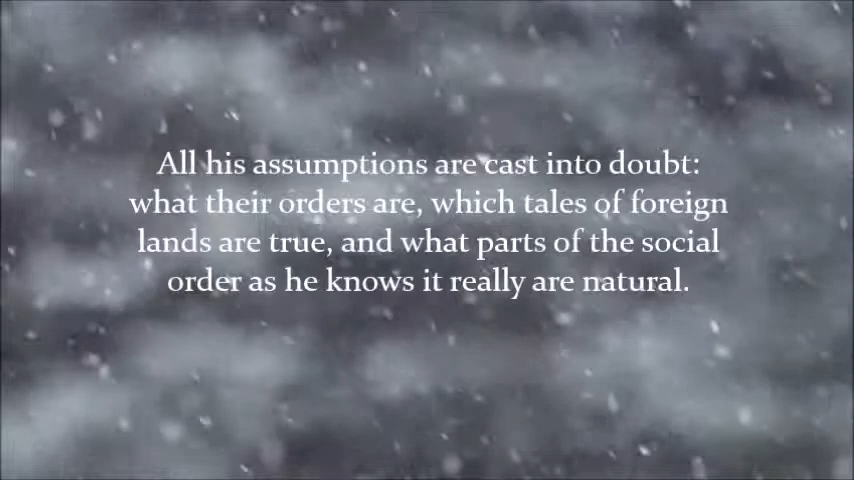 All his assumptions are cast into doubt:
what their orders are, which tales of foreign
lands are true, and what parts of the social
order as he knows it really are natural.